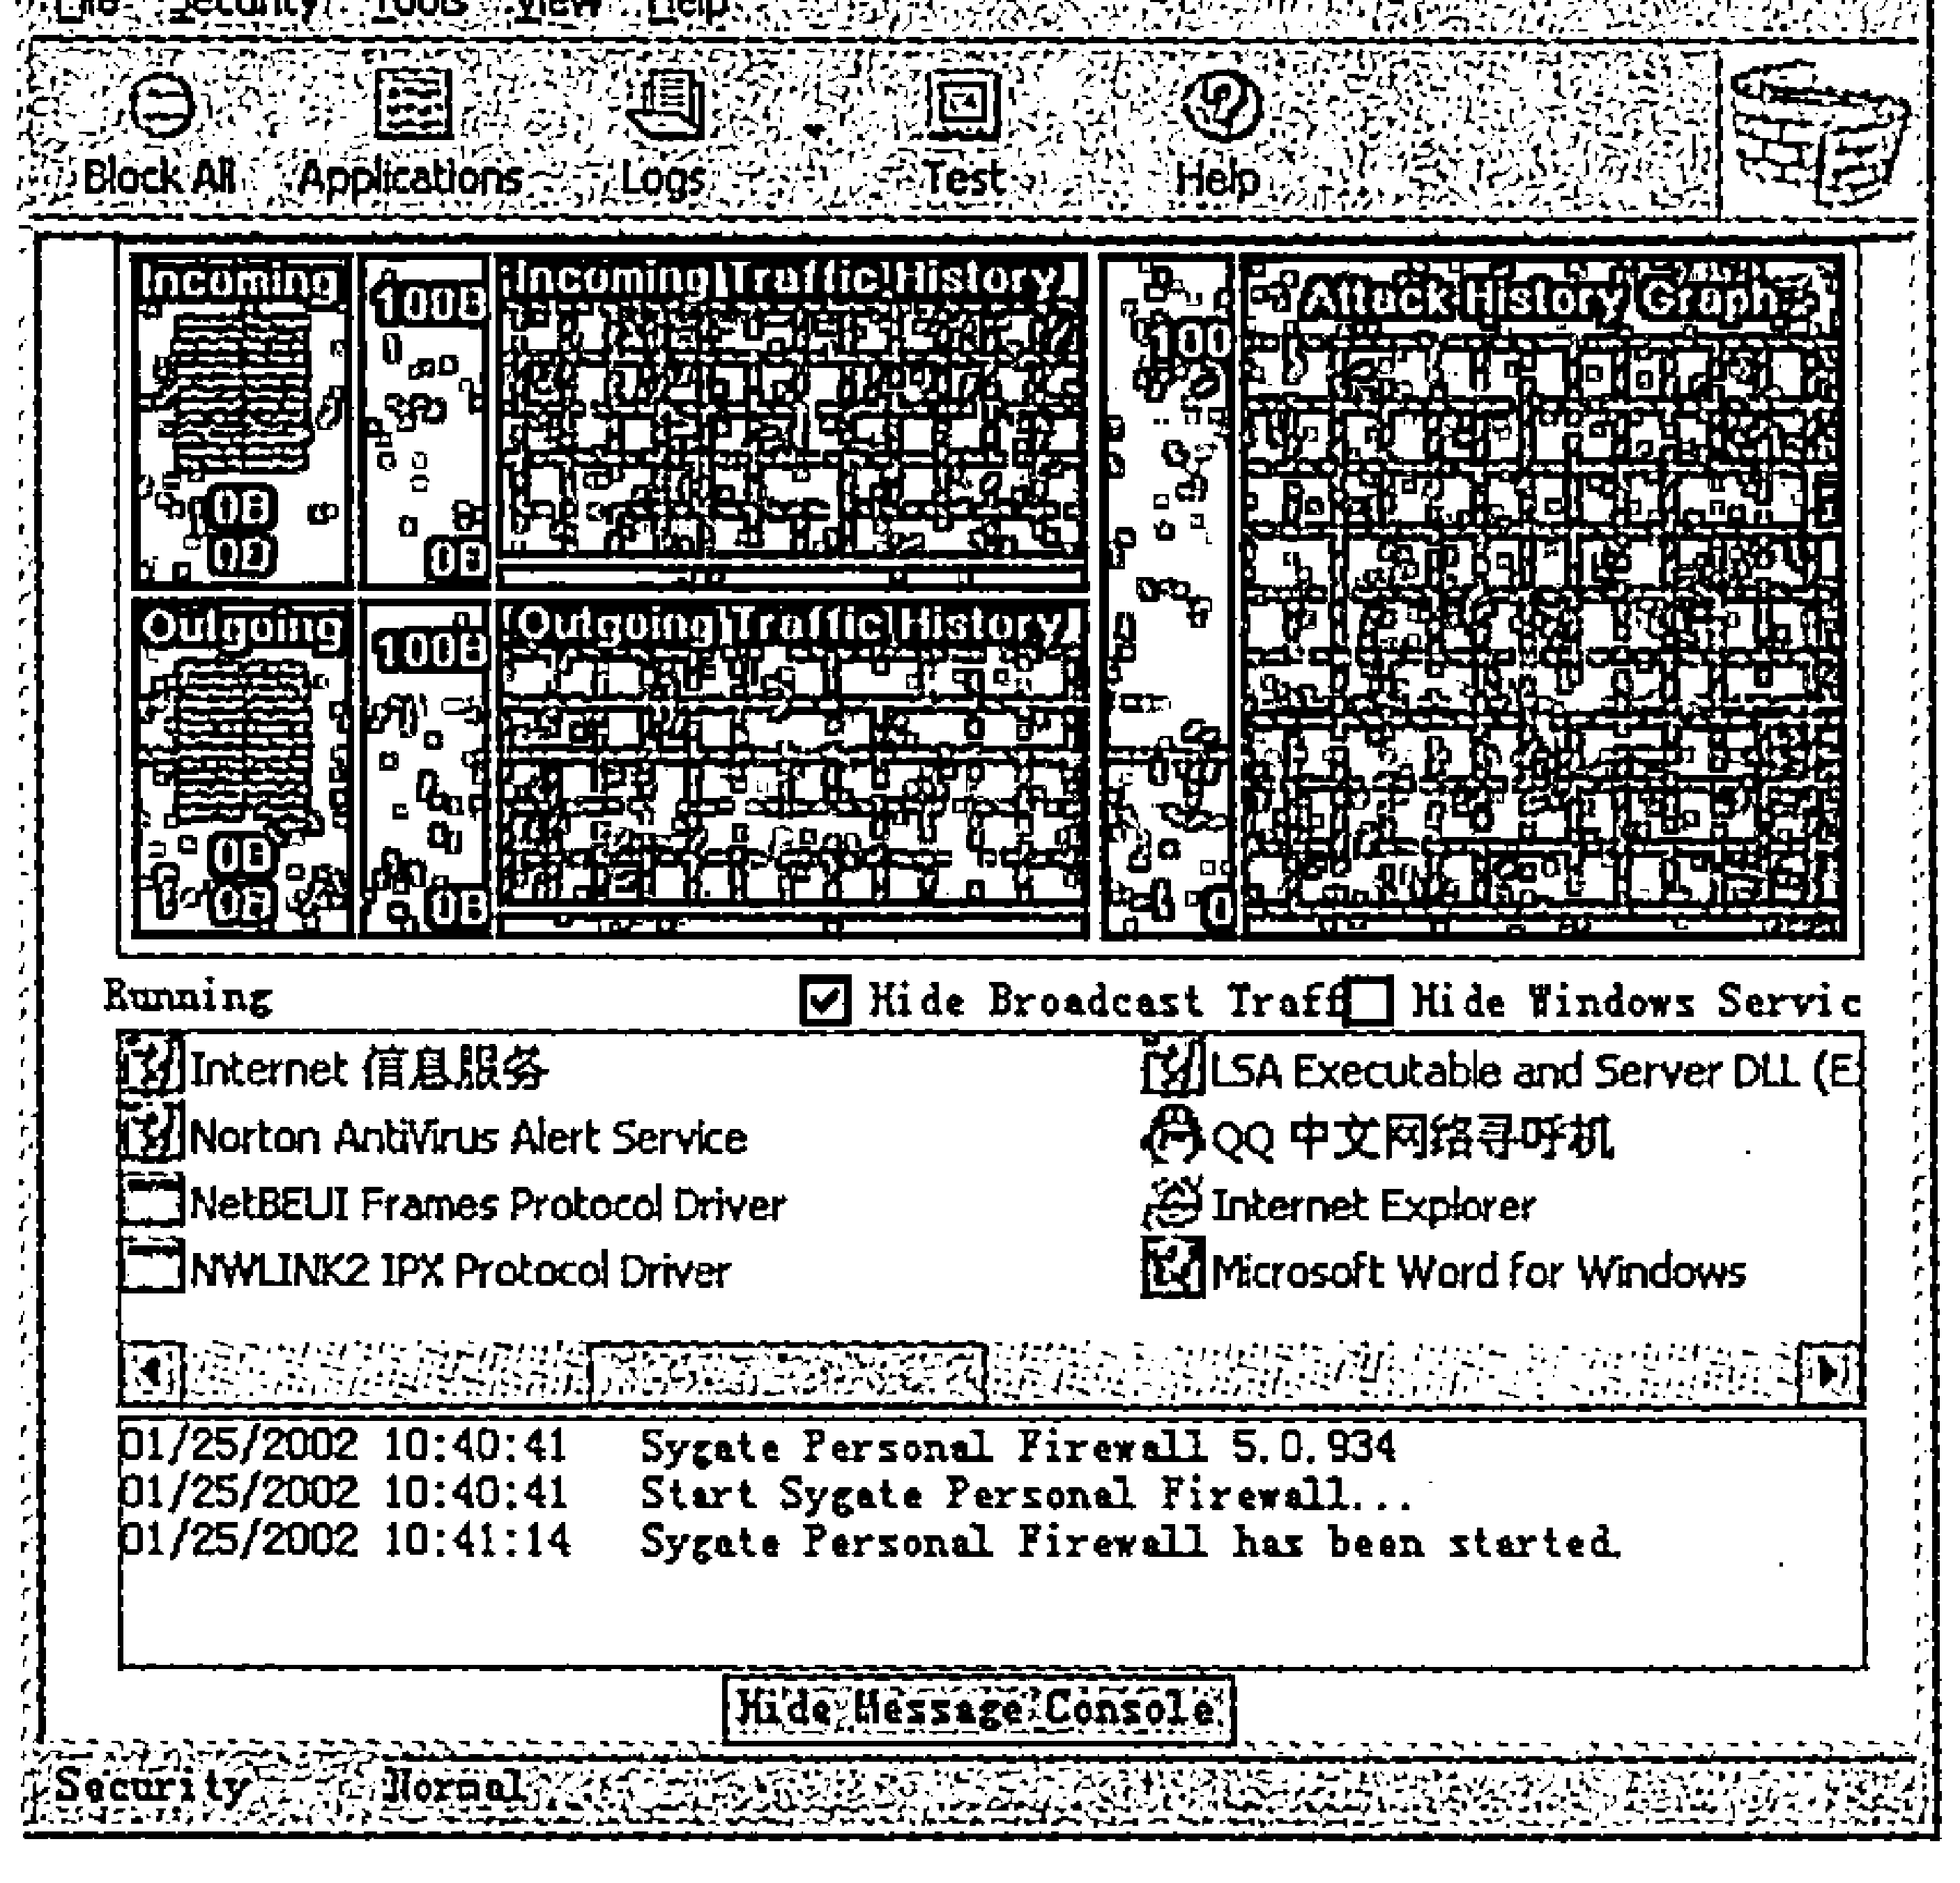 File Security Tools View Help
Block All Applications Logs Test Help
Incoming 100B Incoming Traffic History 100 Attack History Graph
0B
0B 0B
Outgoing 100B Outgoing Traffic History
0B
0B 0B 0
Running Hide Broadcast Traff Hide Windows Servic
Internet 信息服务 LSA Executable and Server DLL (E
Norton AntiVirus Alert Service QQ 中文网络寻呼机
NetBEUI Frames Protocol Driver Internet Explorer
NWLINK2 IPX Protocol Driver Microsoft Word for Windows
01/25/2002 10:40:41 Sygate Personal Firewall 5.0.934
01/25/2002 10:40:41 Start Sygate Personal Firewall...
01/25/2002 10:41:14 Sygate Personal Firewall has been started.
Hide Message Console
Security Normal